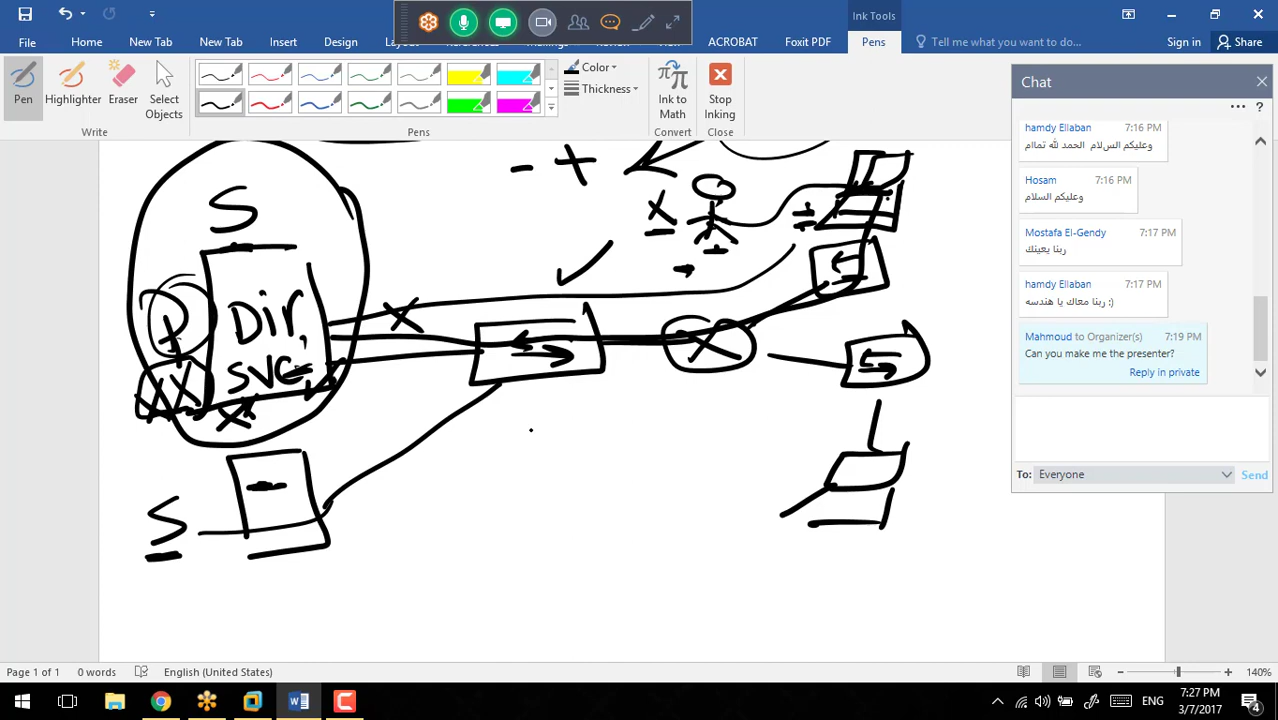 Ink Tools
File
Home
New Tab
New Tab
Insert
Design
ACROBAT
Foxit PDF
Pens
Tell me what you want to do...
Sign in
Share
Pen
Highlighter
Eraser
Select
Objects
Write
Pens
Color
Thickness
Ink to
Math
Convert
Stop
Inking
Close
Chat
hamdy Ellaban 7:16 PM
وعليكم السلام الحمد لله تماام
Hosam 7:16 PM
وعليكم السلام
Mostafa El-Gendy 7:17 PM
ربنا يعينك
hamdy Ellaban 7:17 PM
ربنا معاك يا هندسه :)
Mahmoud to Organizer(s) 7:19 PM
Can you make me the presenter?
Reply in private
To: Everyone
Send
S
Dir,
SVC
X
X
X
S
Page 1 of 1
0 words
English (United States)
140%
ENG
7:27 PM
3/7/2017
4